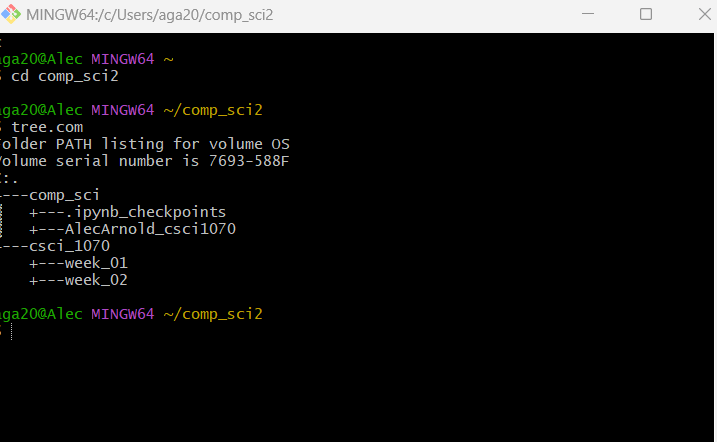 MINGW64:/c/Users/aga20/comp_sci2
aga20@Alec MINGW64 ~
$ cd comp_sci2
aga20@Alec MINGW64 ~/comp_sci2
$ tree.com
Folder PATH listing for volume OS
Volume serial number is 7693-588F
C:.
+---comp_sci
    +---.ipynb_checkpoints
    +---AlecArnold_csci1070
+---csci_1070
    +---week_01
    +---week_02
aga20@Alec MINGW64 ~/comp_sci2
$